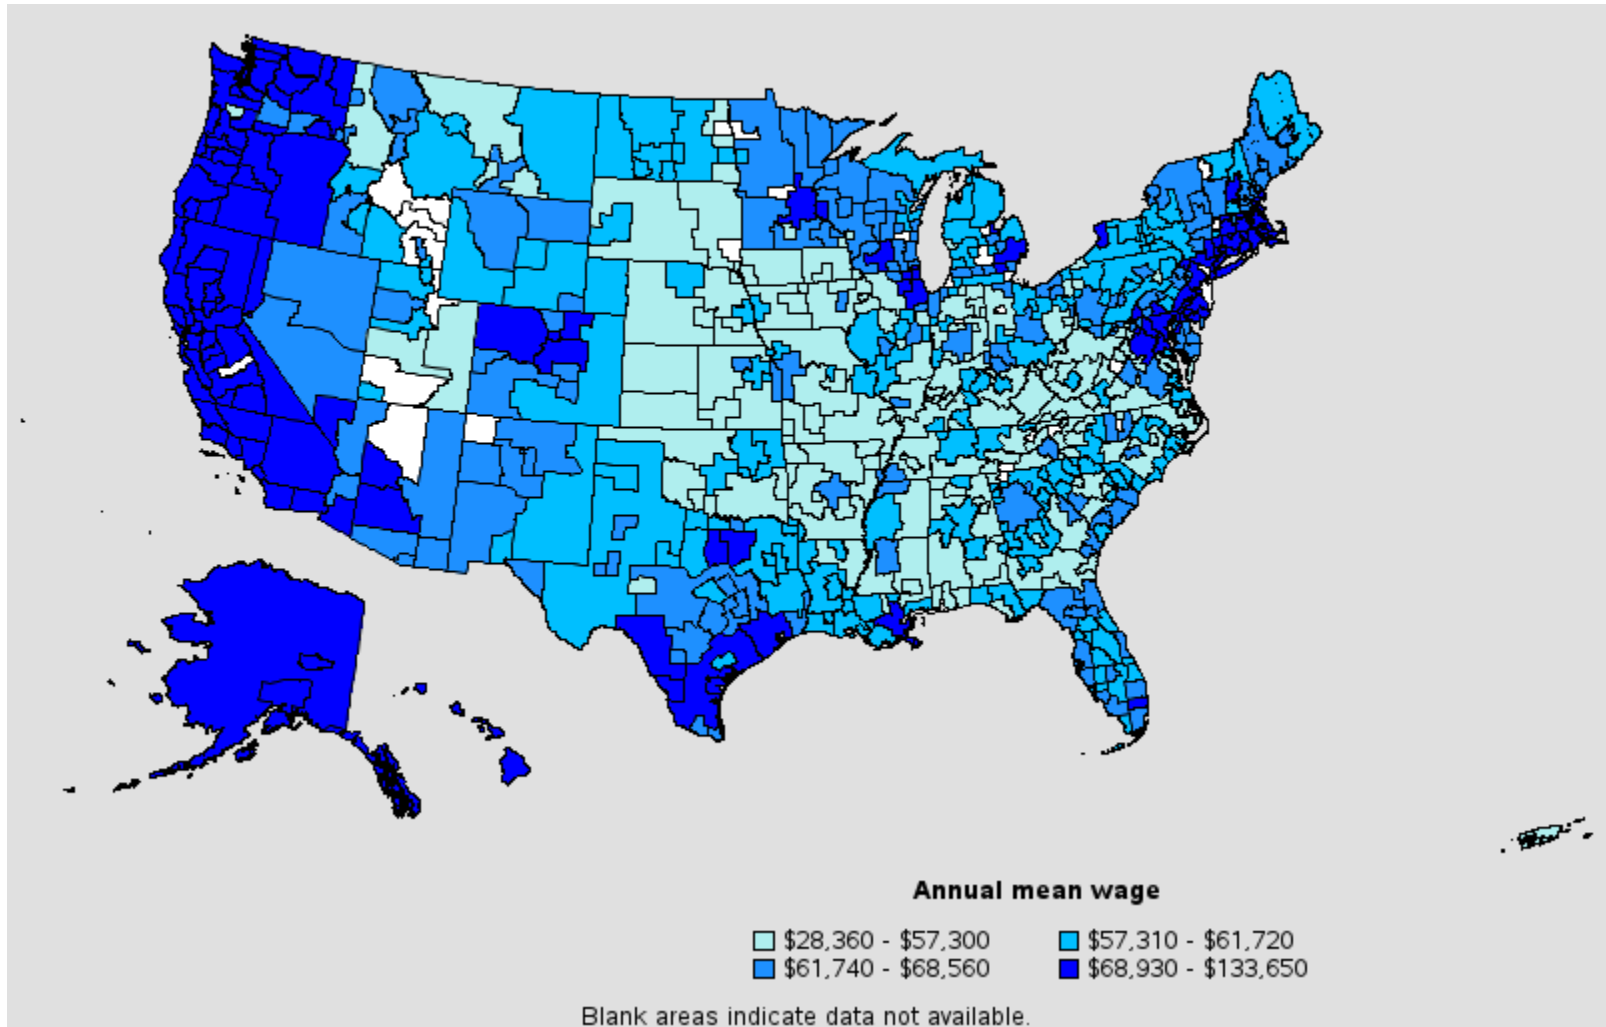 Annual mean wage
$28,360 - $57,300 $57,310 - $61,720
$61,740 - $68,560 $68,930 - $133,650
Blank areas indicate data not available.